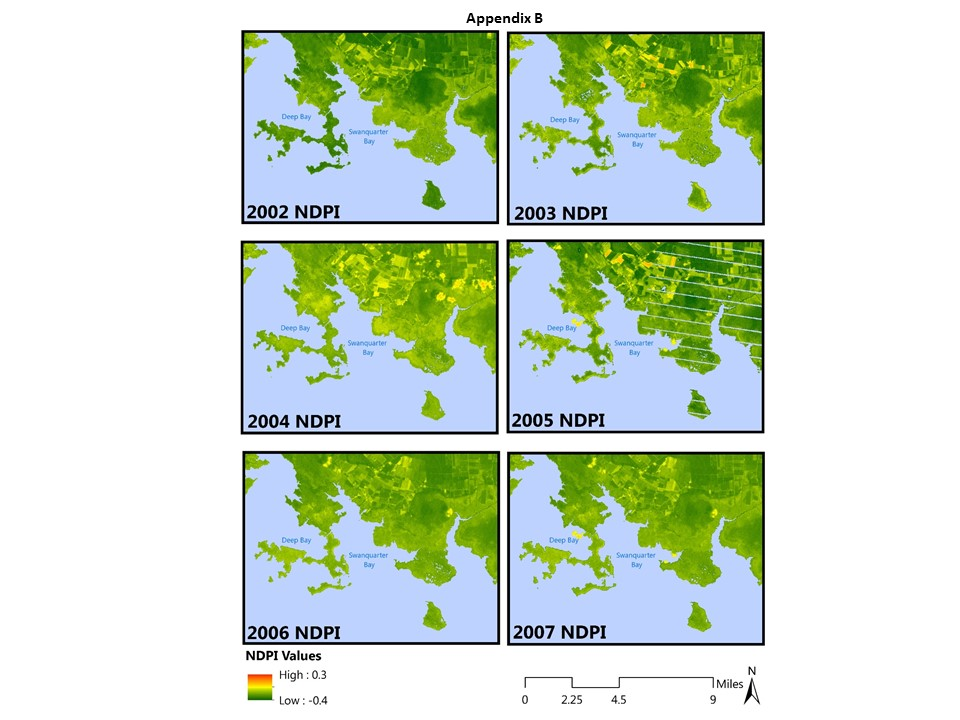 Appendix B
Deep Bay
Swanquarter
Bay
2002 NDPI
Deep Bay
Swanquarter
Bay
2003 NDPI
Deep Bay
Swanquarter
Bay
2004 NDPI
Deep Bay
Swanquarter
Bay
2005 NDPI
Deep Bay
Swanquarter
Bay
2006 NDPI
Deep Bay
Swanquarter
Bay
2007 NDPI
NDPI Values
High : 0.3
Low : -0.4
N
Miles
0 2.25 4.5 9